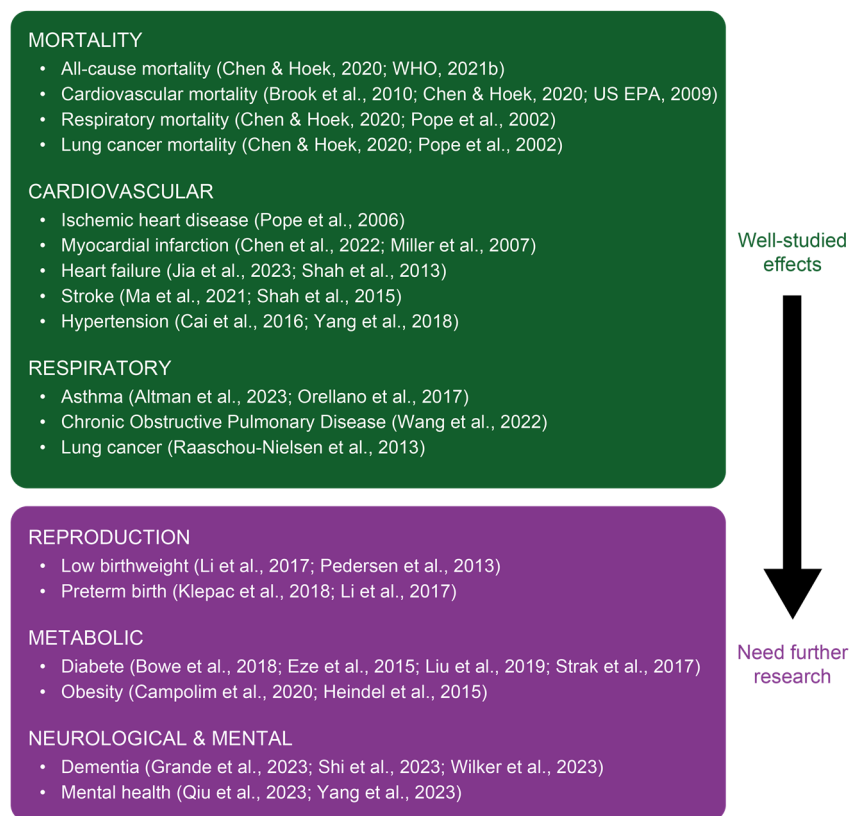 MORTALITY
• All-cause mortality (Chen & Hoek, 2020; WHO, 2021b)
• Cardiovascular mortality (Brook et al., 2010; Chen & Hoek, 2020; US EPA, 2009)
• Respiratory mortality (Chen & Hoek, 2020; Pope et al., 2002)
• Lung cancer mortality (Chen & Hoek, 2020; Pope et al., 2002)
CARDIOVASCULAR
• Ischemic heart disease (Pope et al., 2006)
• Myocardial infarction (Chen et al., 2022; Miller et al., 2007)
• Heart failure (Jia et al., 2023; Shah et al., 2013)
• Stroke (Ma et al., 2021; Shah et al., 2015)
• Hypertension (Cai et al., 2016; Yang et al., 2018)
RESPIRATORY
• Asthma (Altman et al., 2023; Orellano et al., 2017)
• Chronic Obstructive Pulmonary Disease (Wang et al., 2022)
• Lung cancer (Raaschou-Nielsen et al., 2013)
REPRODUCTION
• Low birthweight (Li et al., 2017; Pedersen et al., 2013)
• Preterm birth (Klepac et al., 2018; Li et al., 2017)
METABOLIC
• Diabete (Bowe et al., 2018; Eze et al., 2015; Liu et al., 2019; Strak et al., 2017)
• Obesity (Campolim et al., 2020; Heindel et al., 2015)
NEUROLOGICAL & MENTAL
• Dementia (Grande et al., 2023; Shi et al., 2023; Wilker et al., 2023)
• Mental health (Qiu et al., 2023; Yang et al., 2023)
Well-studied
effects
Need further
research